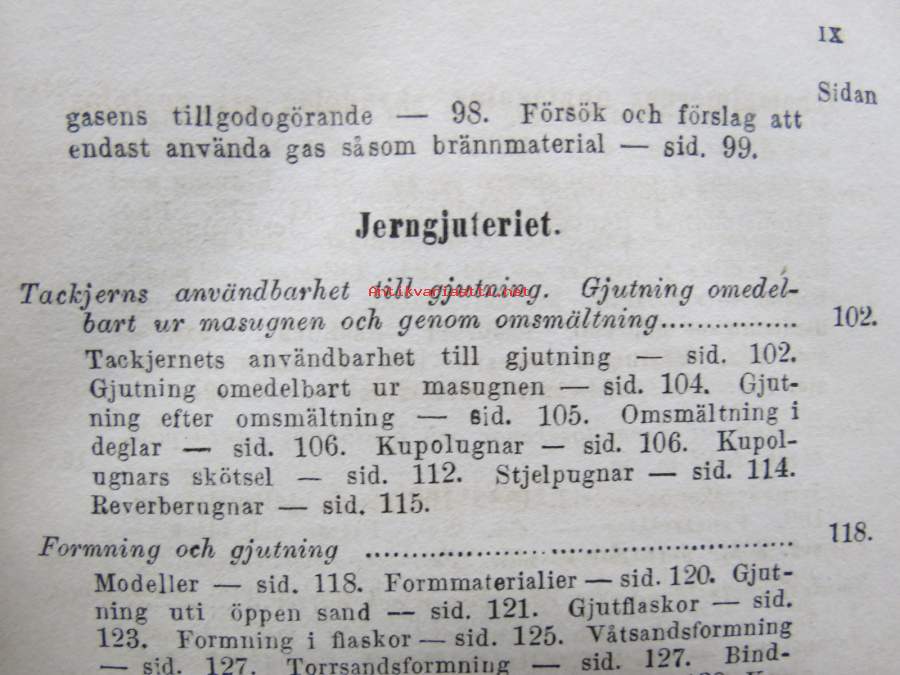 IX
Sidan
gasens tillgodogörande — 98. Försök och förslag att
endast använda gas såsom brännmaterial — sid. 99.
Jerngjuteriet.
Tackjerns användbarhet till gjutning. Gjutning omedel-
bart ur masugnen och genom omsmältning................ 102.
Antikvariaatti.net
Tackjernets användbarhet till gjutning — sid. 102.
Gjutning omedelbart ur masugnen — sid. 104. Gjut-
ning efter omsmältning — sid. 105. Omsmältning i
deglar — sid. 106. Kupolugnar — sid. 106. Kupol-
ugnars skötsel — sid. 112. Stjelpugnar — sid. 114.
Reverberugnar — sid. 115.
Formning och gjutning ................................................ 118.
Modeller — sid. 118. Formmaterialier — sid. 120. Gjut-
ning uti öppen sand — sid. 121. Gjutflaskor — sid.
123. Formning i flaskor — sid. 125. Våtsandsformning
— sid. 127. Torrsandsformning — sid. 127. Bind-